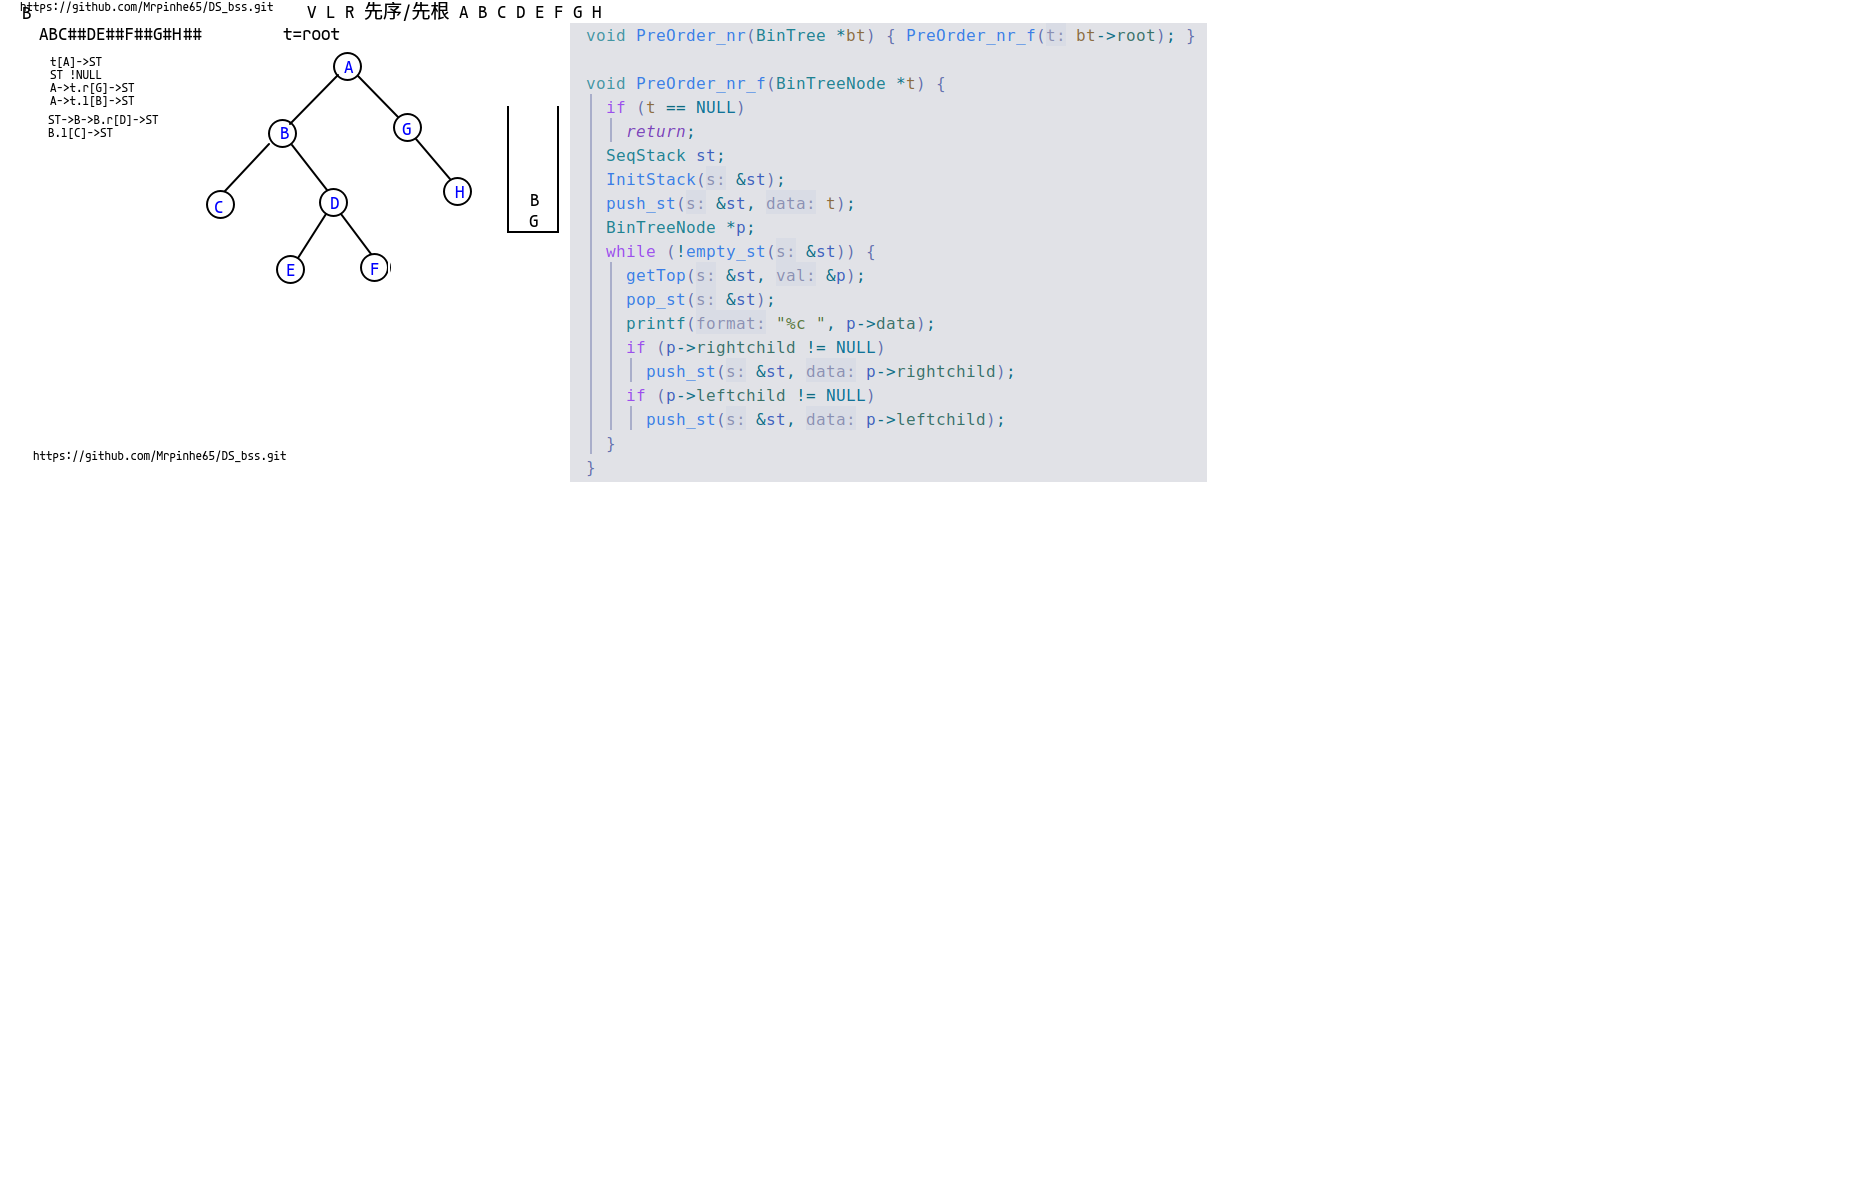 https://github.com/Mrpinhe65/DS_bss.git
B
V L R 先序/先根 A B C D E F G H
ABC##DE##F##G#H##
t=root
t[A]->ST
ST !NULL
A->t.r[G]->ST
A->t.l[B]->ST
ST->B->B.r[D]->ST
B.l[C]->ST
A
B
G
C
D
H
E
F
B
G
void PreOrder_nr(BinTree *bt) { PreOrder_nr_f(t: bt->root); }
void PreOrder_nr_f(BinTreeNode *t) {
if (t == NULL)
return;
SeqStack st;
InitStack(s: &st);
push_st(s: &st, data: t);
BinTreeNode *p;
while (!empty_st(s: &st)) {
getTop(s: &st, val: &p);
pop_st(s: &st);
printf(format: "%c ", p->data);
if (p->rightchild != NULL)
push_st(s: &st, data: p->rightchild);
if (p->leftchild != NULL)
push_st(s: &st, data: p->leftchild);
}
}
https://github.com/Mrpinhe65/DS_bss.git